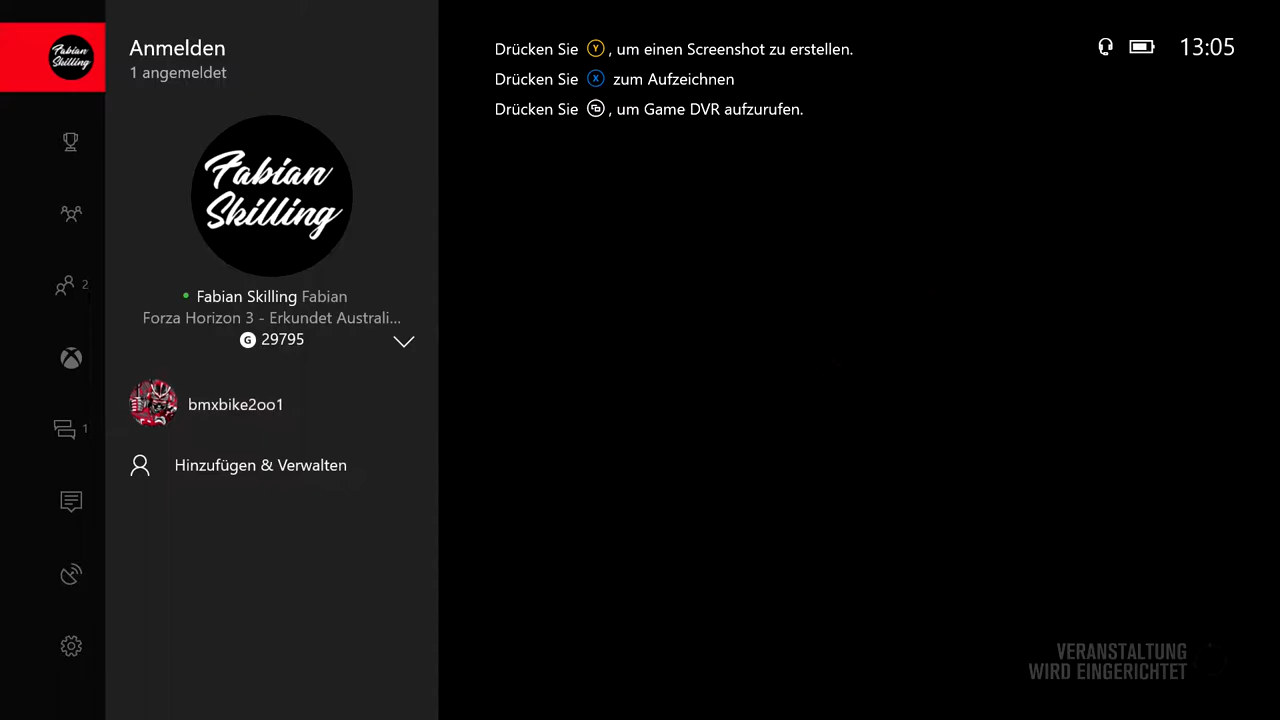 Fabian
Skilling
Anmelden
1 angemeldet
Fabian
Skilling
Fabian Skilling Fabian
Forza Horizon 3 - Erkundet Australi...
G 29795
bmxbike2oo1
Hinzufügen & Verwalten
2
1
Drücken Sie Y, um einen Screenshot zu erstellen.
Drücken Sie X zum Aufzeichnen
Drücken Sie , um Game DVR aufzurufen.
13:05
VERANSTALTUNG
WIRD EINGERICHTET